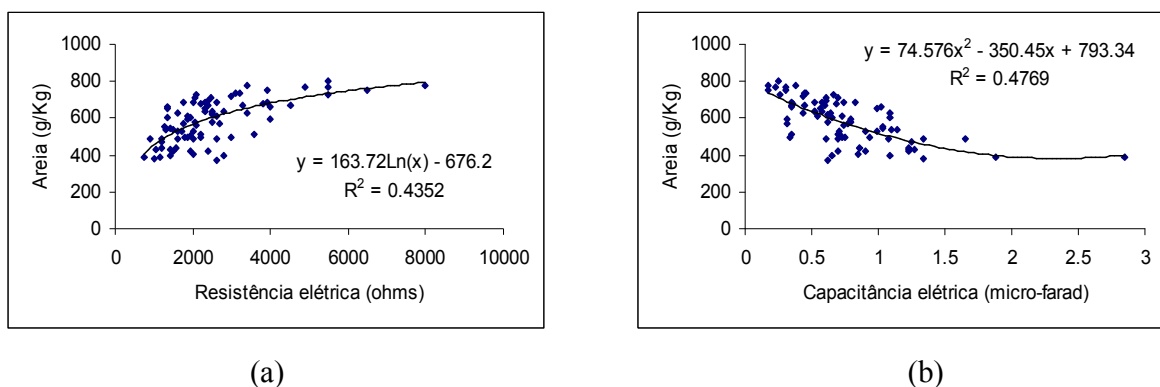 1000
800
600
400
200
0
Areia (g/Kg)
y = 163.72Ln(x) - 676.2
R² = 0.4352
0 2000 4000 6000 8000 10000
Resistência elétrica (ohms)
(a)
1000
800
600
400
200
0
Areia (g/Kg)
y = 74.576x² - 350.45x + 793.34
R² = 0.4769
0 0.5 1 1.5 2 2.5 3
Capacitância elétrica (micro-farad)
(b)